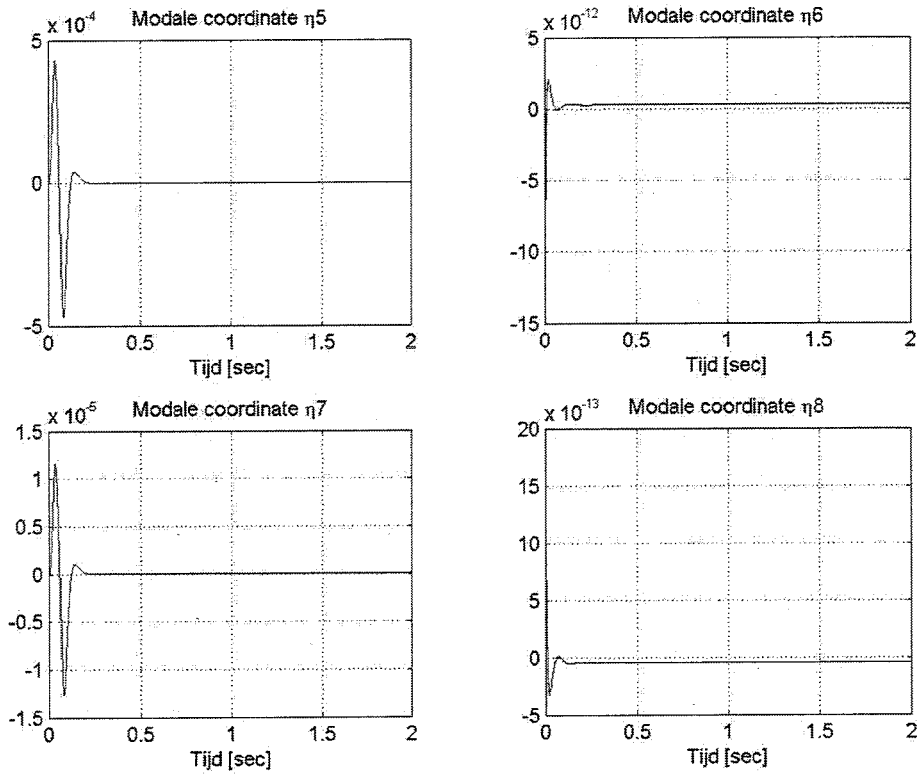 x 10-4 Modale coordinate η5
5
0
-5
0 0.5 1 1.5 2
Tijd [sec]
x 10-12 Modale coordinate η6
5
0
-5
-10
-15
0 0.5 1 1.5 2
Tijd [sec]
x 10-5 Modale coordinate η7
1.5
1
0.5
0
-0.5
-1
-1.5
0 0.5 1 1.5 2
Tijd [sec]
x 10-13 Modale coordinate η8
20
15
10
5
0
-5
0 0.5 1 1.5 2
Tijd [sec]